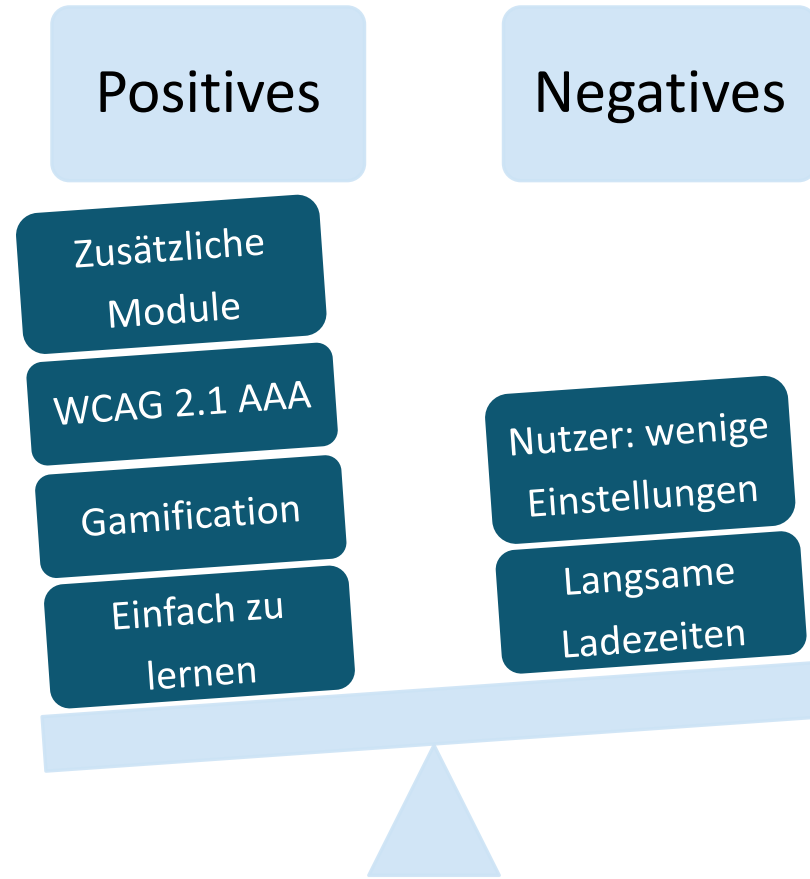 Positives
Zusätzliche
Module
WCAG 2.1 AAA
Gamification
Einfach zu
lernen
Negatives
Nutzer: wenige
Einstellungen
Langsame
Ladezeiten